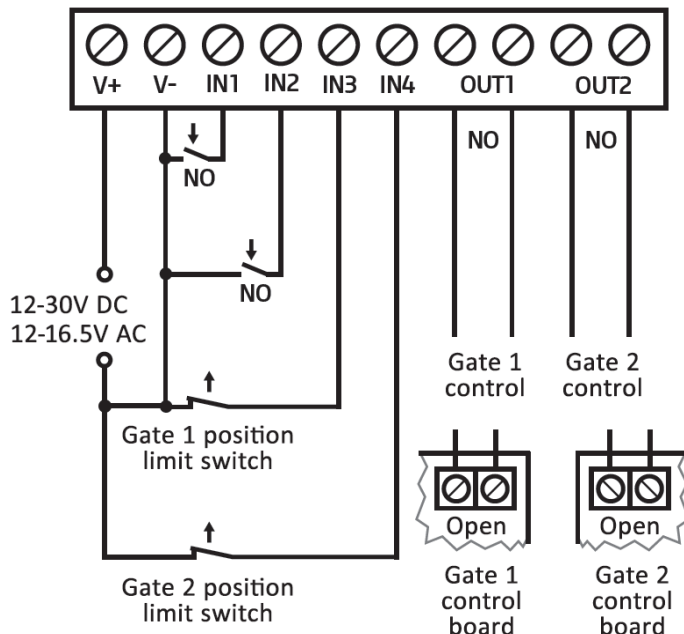 V+ V- IN1 IN2 IN3 IN4 OUT1 OUT2
NO NO
NO
NO
12-30V DC
12-16.5V AC
Gate 1
control
Gate 2
control
Gate 1 position
limit switch
Open
Open
Gate 2 position
limit switch
Gate 1
control
board
Gate 2
control
board